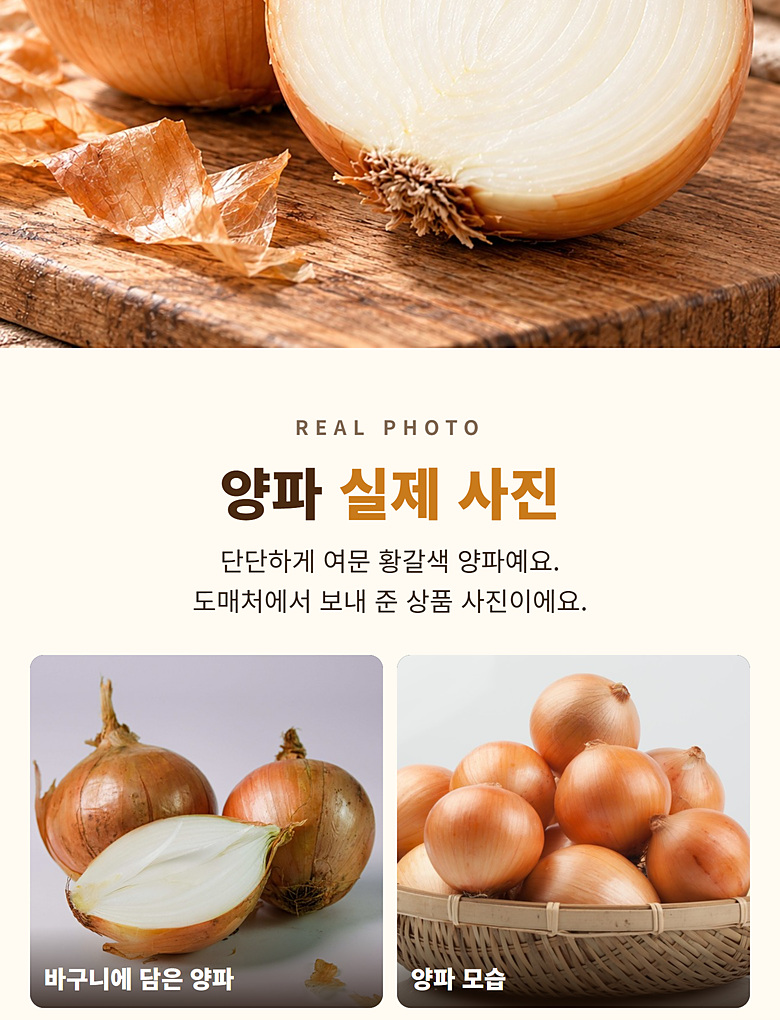 REAL PHOTO
양파 실제 사진
단단하게 여문 황갈색 양파예요.
도매처에서 보내 준 상품 사진이에요.
바구니에 담은 양파
양파 모습